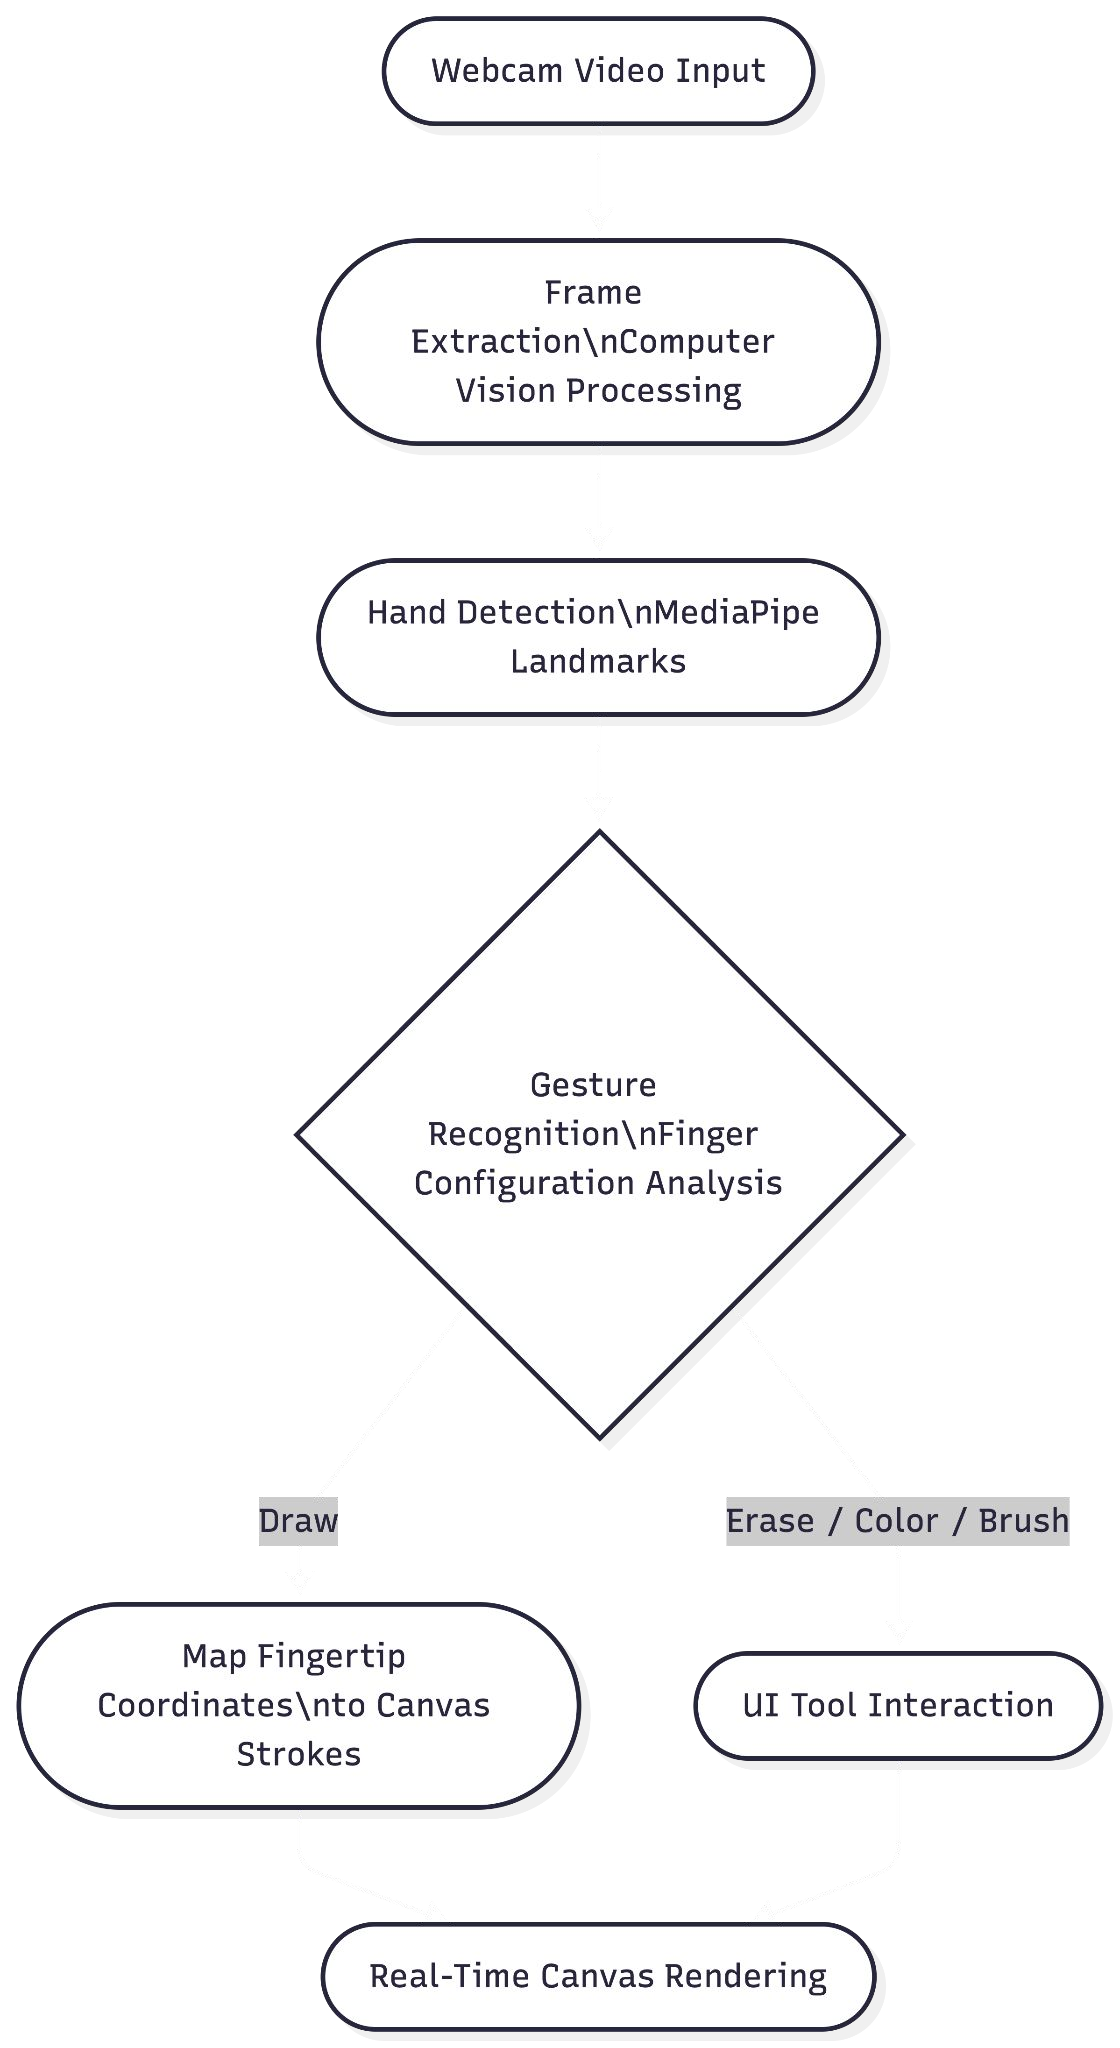 Webcam Video Input
Frame
Extraction\nComputer
Vision Processing
Hand Detection\nMediaPipe
Landmarks
Gesture
Recognition\nFinger
Configuration Analysis
Draw
Erase / Color / Brush
Map Fingertip
Coordinates\nto Canvas
Strokes
UI Tool Interaction
Real-Time Canvas Rendering